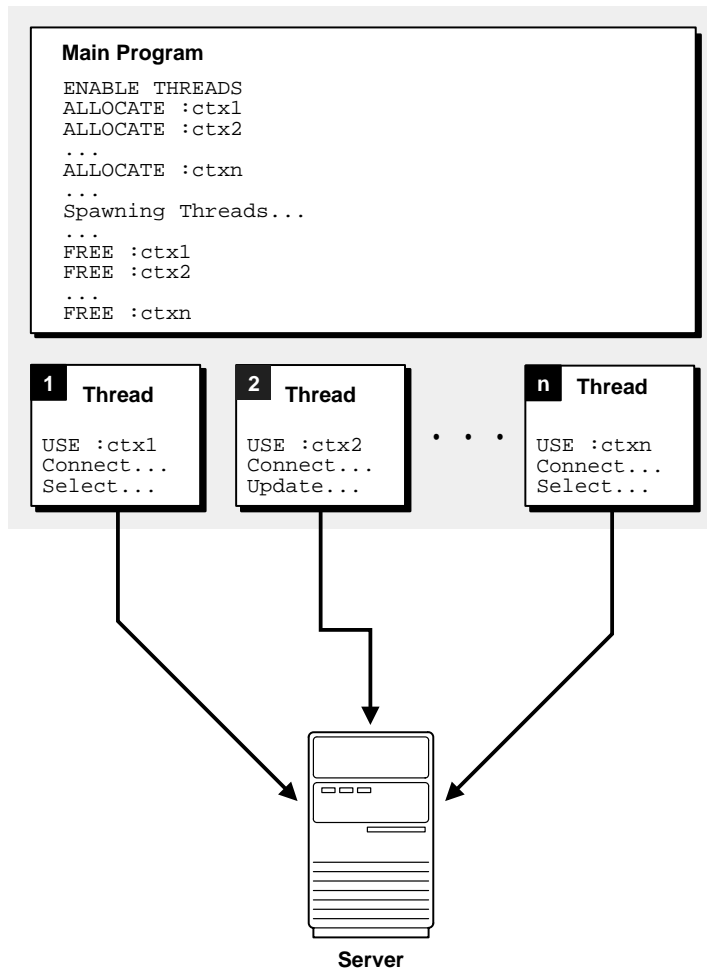 Main Program
ENABLE THREADS
ALLOCATE :ctx1
ALLOCATE :ctx2
...
ALLOCATE :ctxn
...
Spawning Threads...
...
FREE :ctx1
FREE :ctx2
...
FREE :ctxn
1 Thread
USE :ctx1
Connect...
Select...
2 Thread
USE :ctx2
Connect...
Update...
. . .
n Thread
USE :ctxn
Connect...
Select...
Server